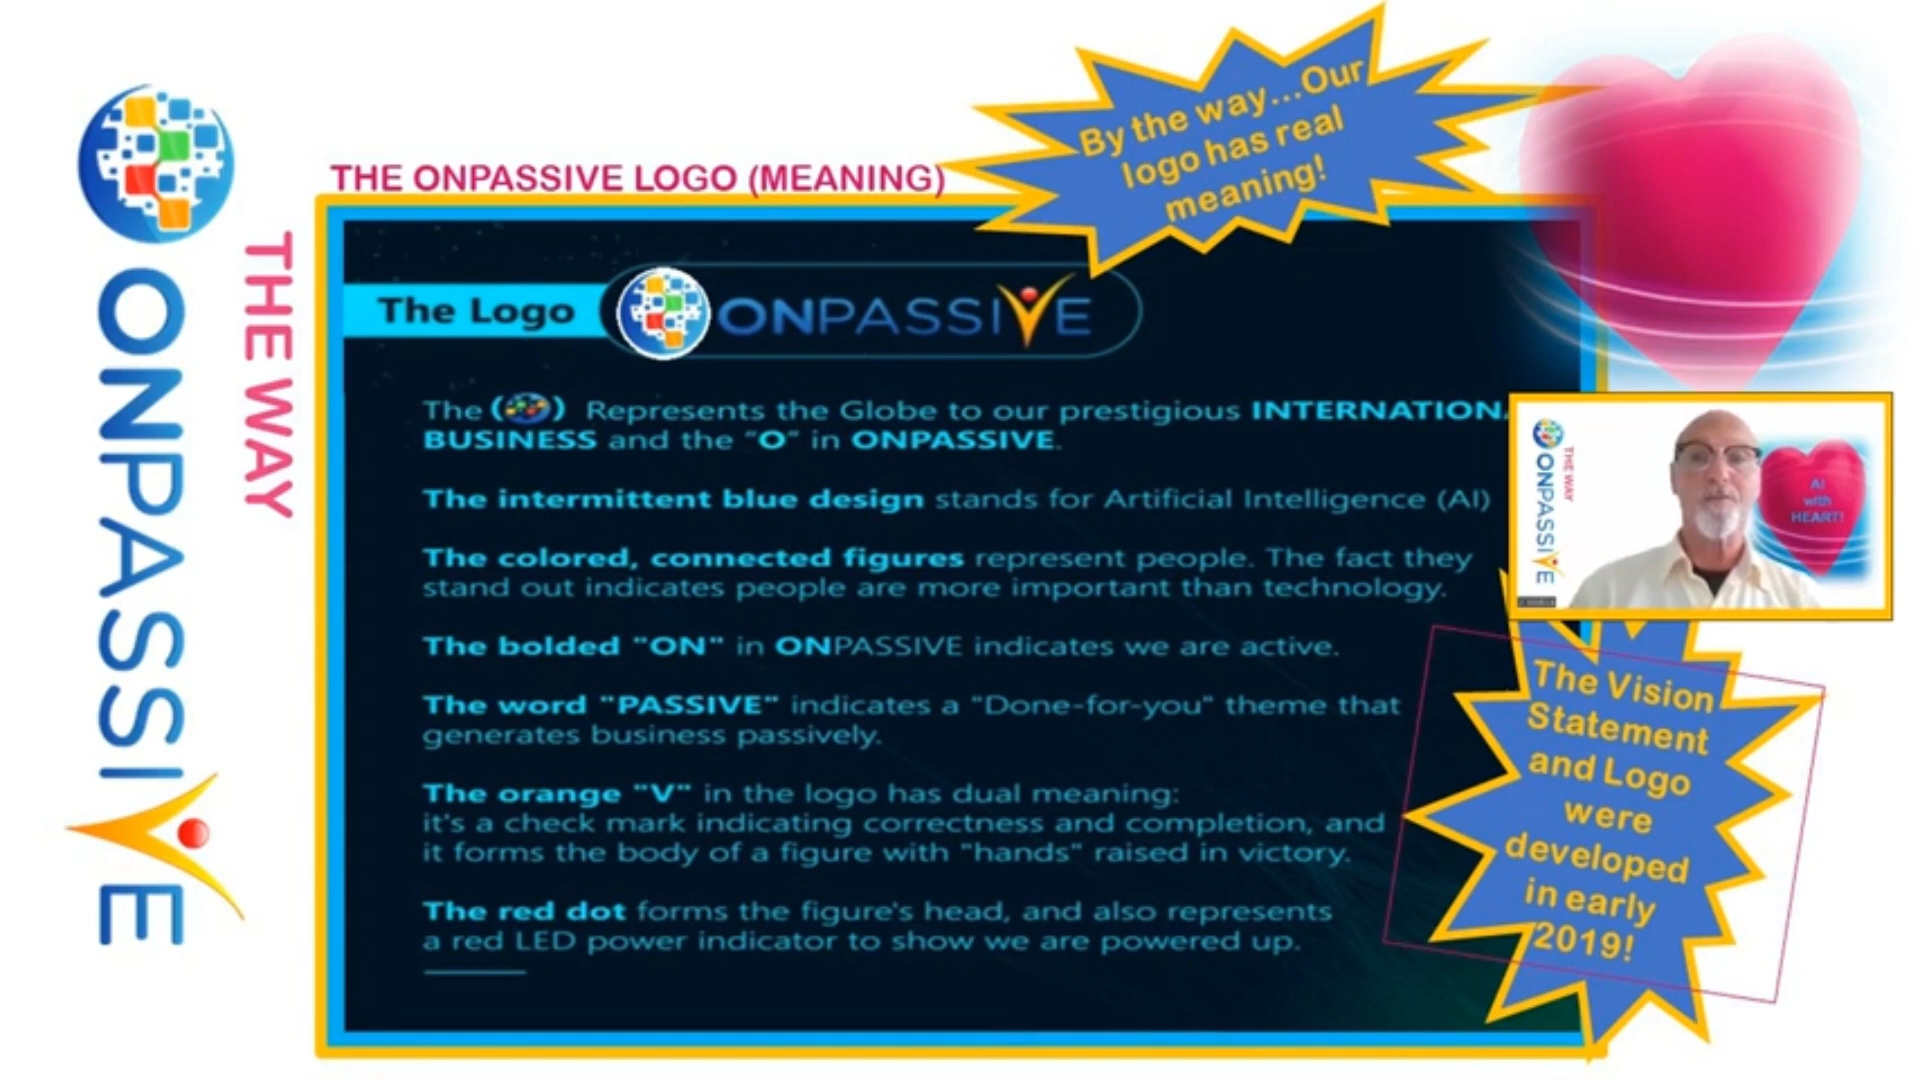 ONPASSIVE
THE WAY
THE ONPASSIVE LOGO (MEANING)
By the way...Our
logo has real
meaning!
The Logo
ONPASSIVE
The ( ) Represents the Globe to our prestigious INTERNATION
BUSINESS and the "O" in ONPASSIVE.
The intermittent blue design stands for Artificial Intelligence (AI)
The colored, connected figures represent people. The fact they
stand out indicates people are more important than technology.
The bolded "ON" in ONPASSIVE indicates we are active.
The word "PASSIVE" indicates a "Done-for-you" theme that
generates business passively.
The orange "V" in the logo has dual meaning:
it's a check mark indicating correctness and completion, and
it forms the body of a figure with "hands" raised in victory.
The red dot forms the figure's head, and also represents
a red LED power indicator to show we are powered up.
ONPASSIVE
THE WAY
AI
with
HEART!
The Vision
Statement
and Logo
were
developed
in early
2019!